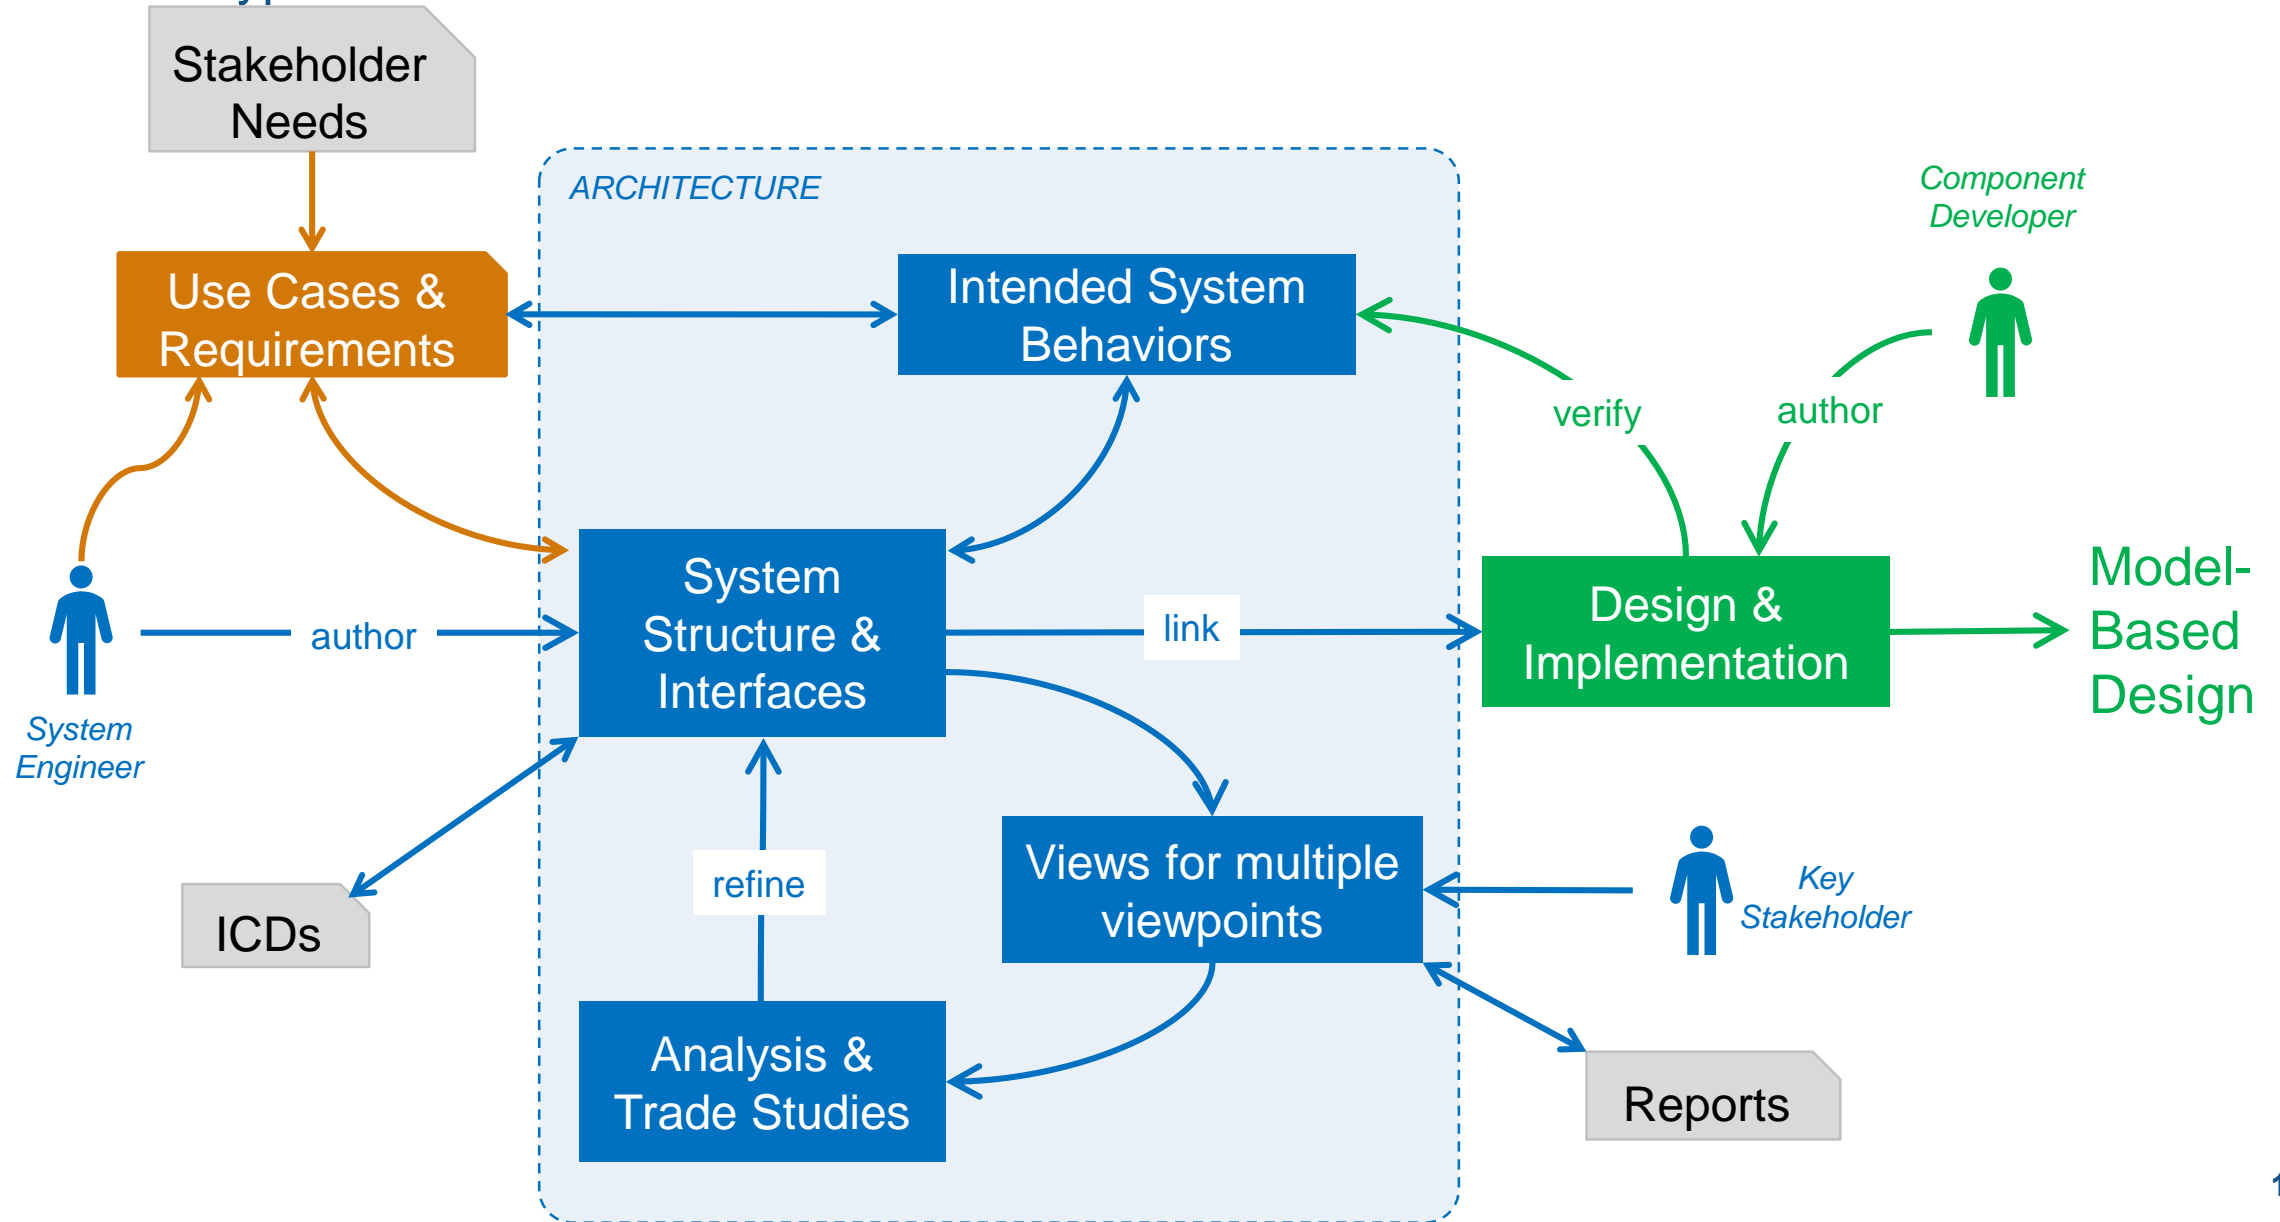 Stakeholder
Needs
ARCHITECTURE
Component
Developer
Use Cases &
Requirements
Intended System
Behaviors
verify
author
System
Structure &
Interfaces
author
link
Design &
Implementation
Model-
Based
Design
System
Engineer
refine
Views for multiple
viewpoints
Key
Stakeholder
ICDs
Analysis &
Trade Studies
Reports